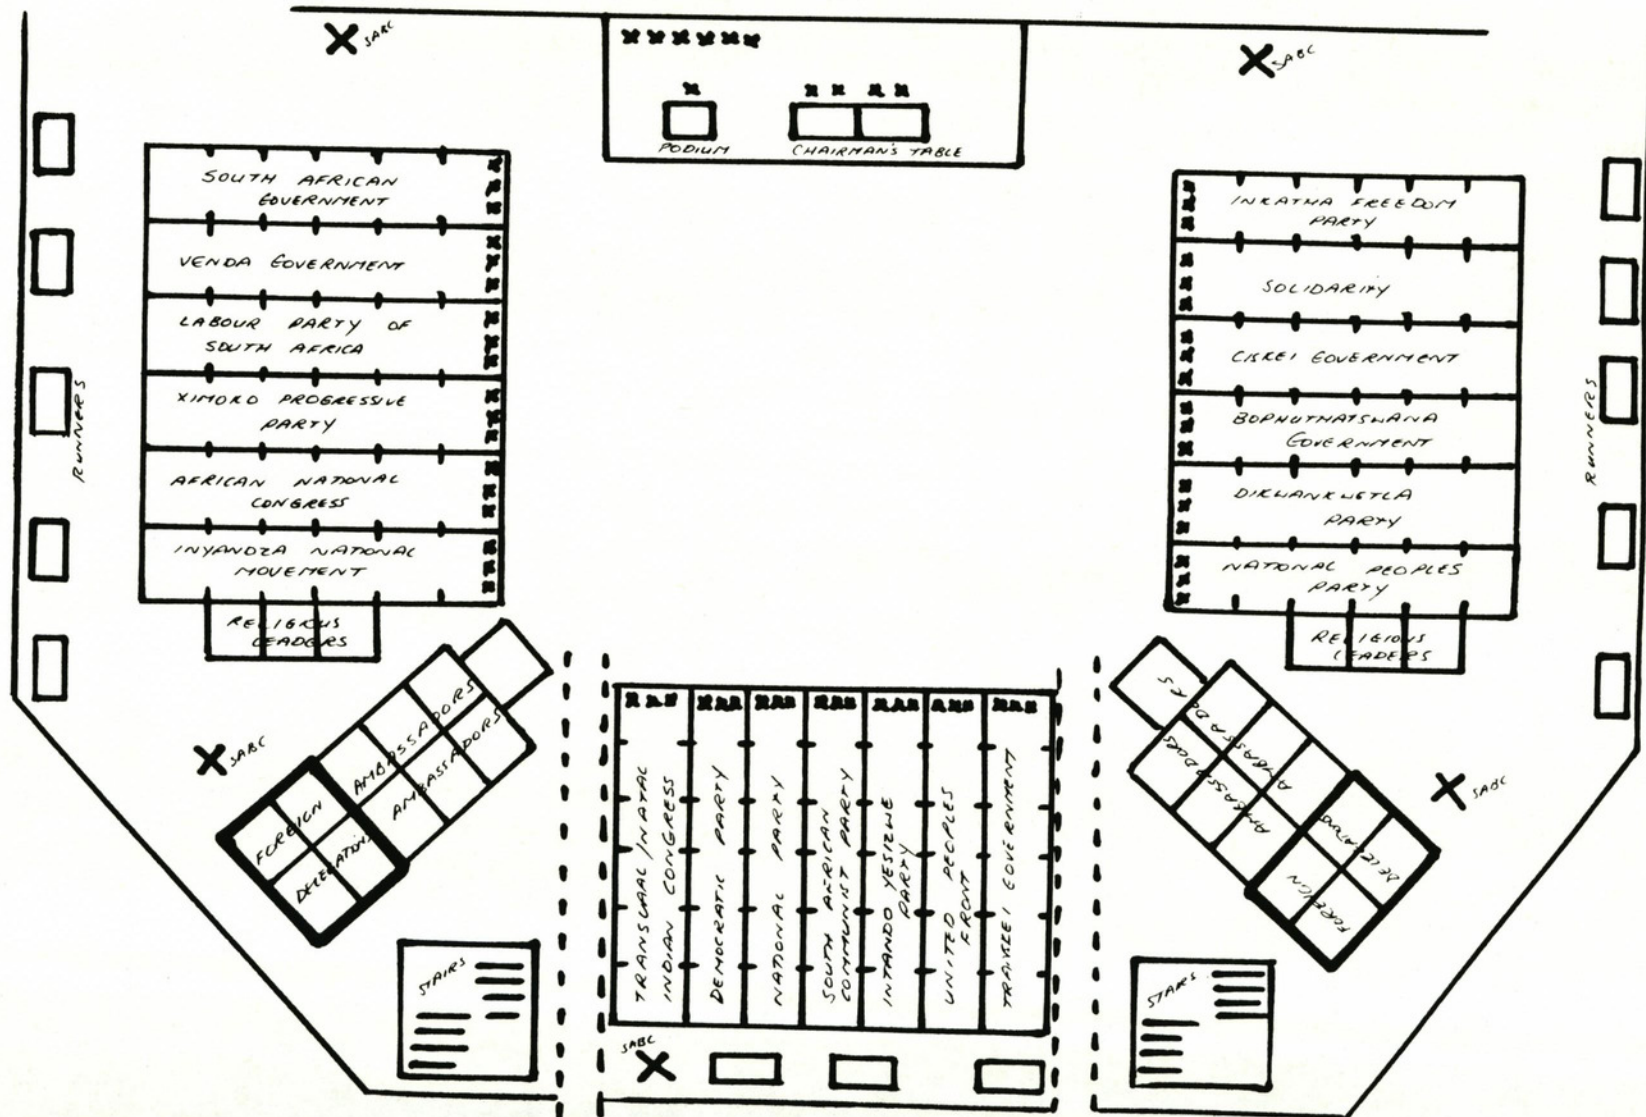 SABC
SABC
PODIUM
CHAIRMAN'S TABLE
SOUTH AFRICAN
GOVERNMENT
VENDA GOVERNMENT
LABOUR PARTY OF
SOUTH AFRICA
XIMOKO PROGRESSIVE
PARTY
AFRICAN NATIONAL
CONGRESS
INYANDZA NATIONAL
MOVEMENT
RELIGIOUS
LEADERS
RUNNERS
INKATHA FREEDOM
PARTY
SOLIDARITY
CISKEI GOVERNMENT
BOPHUTHATSWANA
GOVERNMENT
DIKWANKWETLA
PARTY
NATIONAL PEOPLES
PARTY
RELIGIOUS
LEADERS
RUNNERS
SABC
AMBASSADORS
AMBASSADORS
FOREIGN
DELEGATIONS
STAIRS
TRANSVAAL/NATAL
INDIAN CONGRESS
DEMOCRATIC PARTY
NATIONAL PARTY
SOUTH AFRICAN
COMMUNIST PARTY
INTANDO YESIZWE
PARTY
UNITED PEOPLES
FRONT
TRANSKEI GOVERNMENT
SABC
AMBASSADORS
AMBASSADORS
FOREIGN
DELEGATIONS
SABC
STAIRS